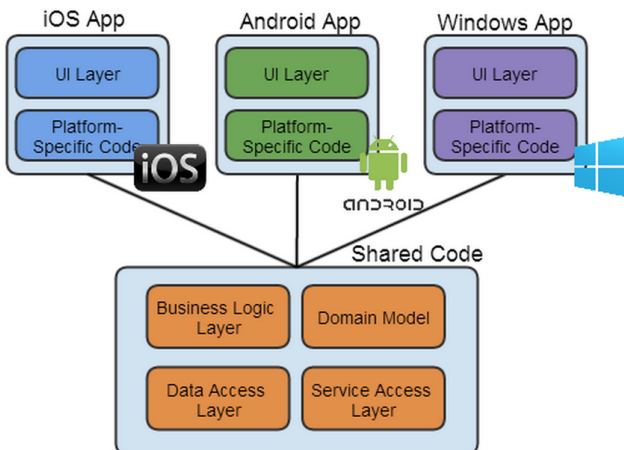 iOS App
Android App
Windows App
UI Layer
UI Layer
UI Layer
Platform-
Specific Code
Platform-
Specific Code
Platform-
Specific Code
iOS
ANDROID
Shared Code
Business Logic
Layer
Domain Model
Data Access
Layer
Service Access
Layer